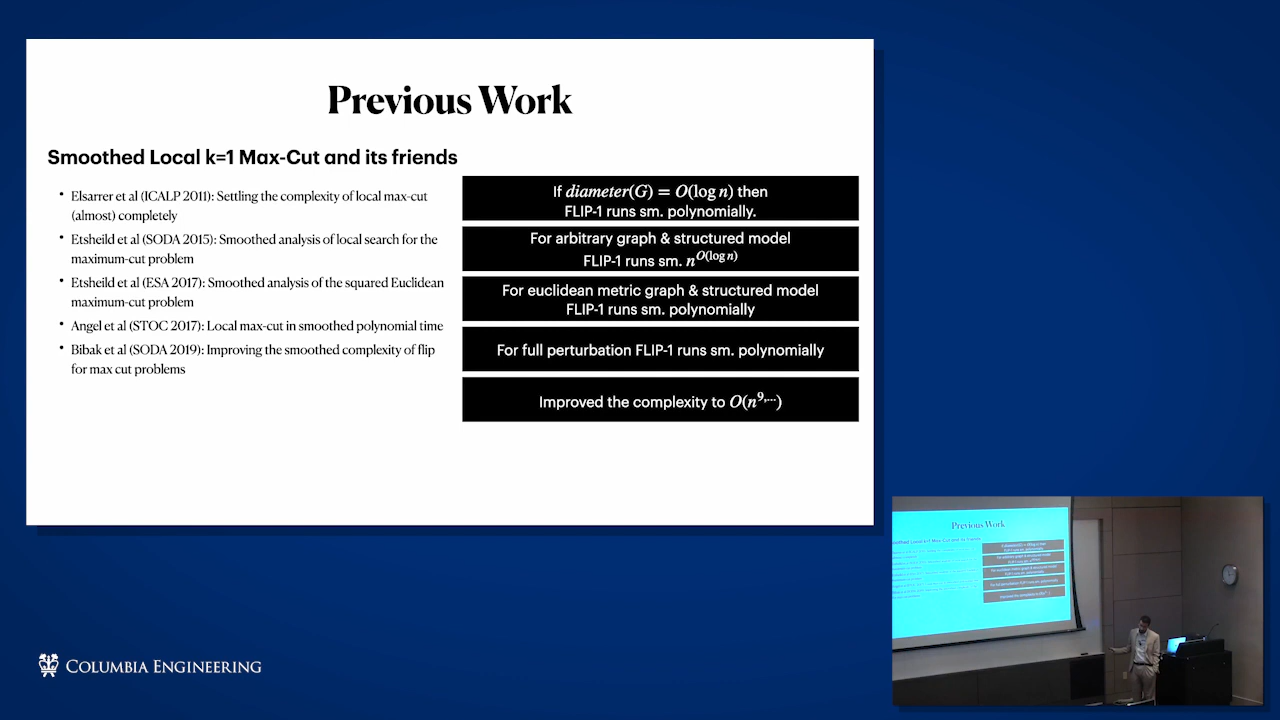 Previous Work
Smoothed Local k=1 Max-Cut and its friends
• Elsarrer et al (ICALP 2011): Settling the complexity of local max-cut
(almost) completely
• Etsheild et al (SODA 2015): Smoothed analysis of local search for the
maximum-cut problem
• Etsheild et al (ESA 2017): Smoothed analysis of the squared Euclidean
maximum-cut problem
• Angel et al (STOC 2017): Local max-cut in smoothed polynomial time
• Bibak et al (SODA 2019): Improving the smoothed complexity of flip
for max cut problems
If diameter(G) = O(log n) then
FLIP-1 runs sm. polynomially.
For arbitrary graph & structured model
FLIP-1 runs sm. n^{O(log n)}
For euclidean metric graph & structured model
FLIP-1 runs sm. polynomially
For full perturbation FLIP-1 runs sm. polynomially
Improved the complexity to O(n^{9,...})
Previous Work
COLUMBIA ENGINEERING